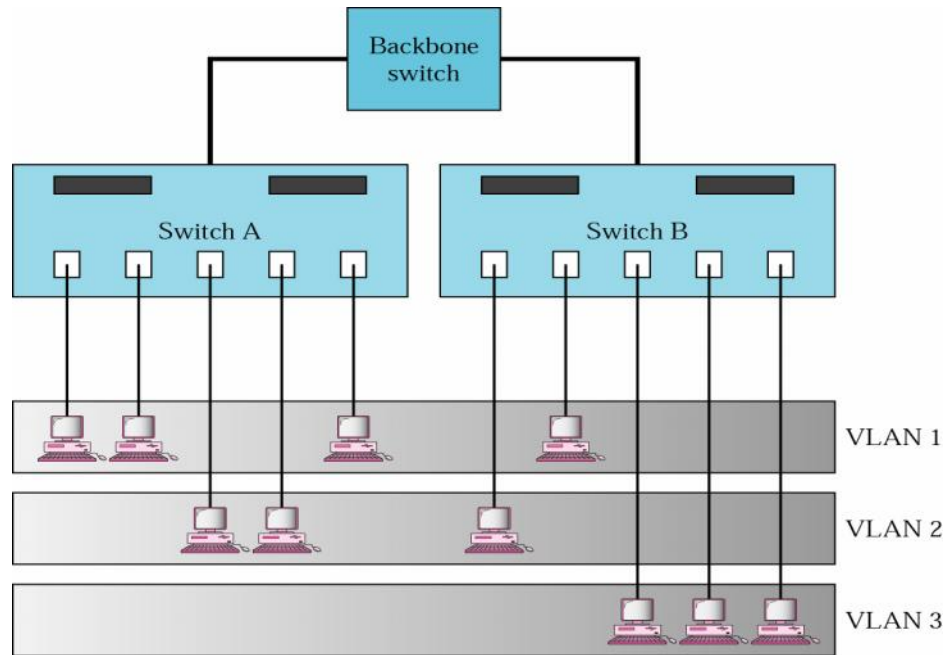 Backbone
switch
Switch A
Switch B
VLAN 1
VLAN 2
VLAN 3